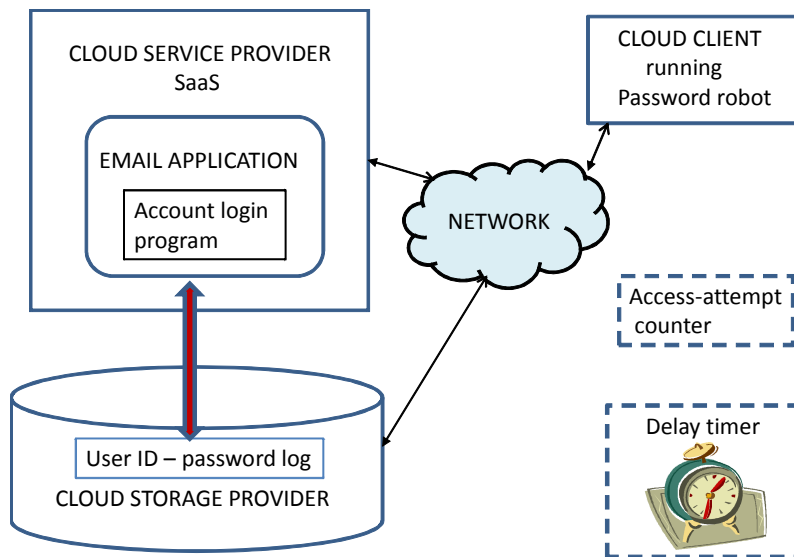 CLOUD SERVICE PROVIDER
SaaS
EMAIL APPLICATION
Account login
program
CLOUD CLIENT
running
Password robot
NETWORK
Access-attempt
counter
User ID – password log
CLOUD STORAGE PROVIDER
Delay timer